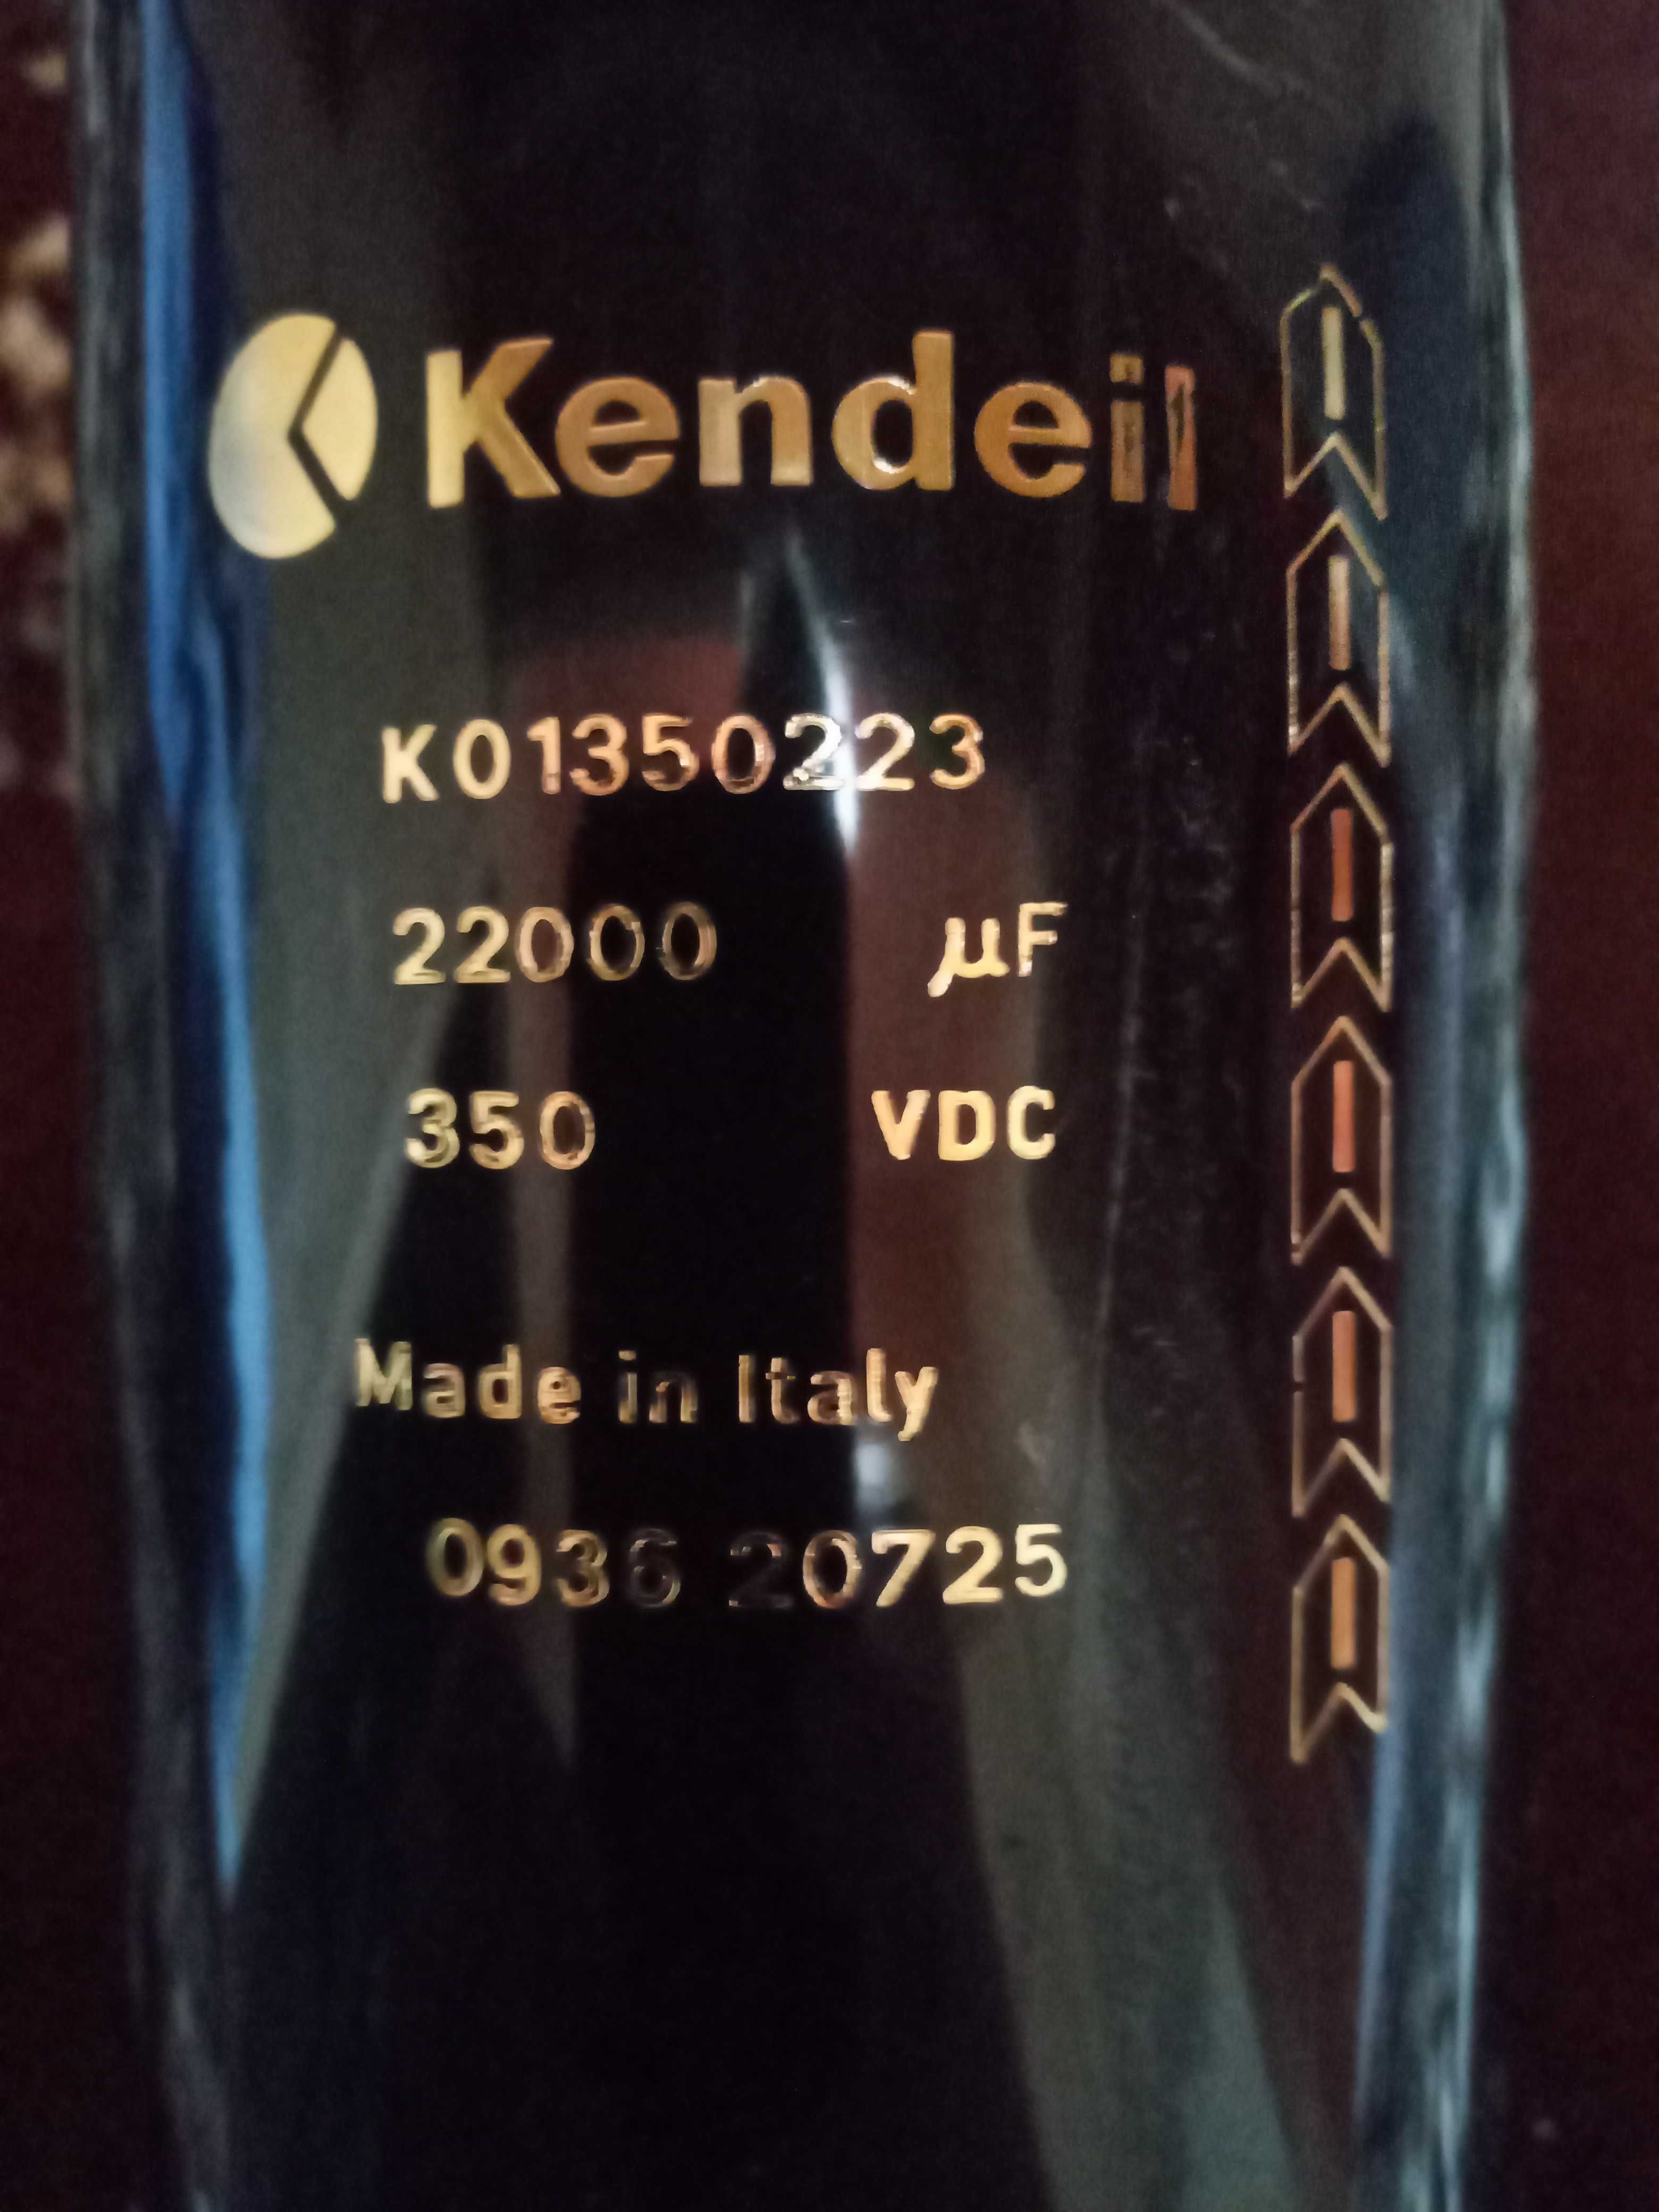 Kendeil
K01350223
22000 µF
350 VDC
Made in Italy
0936 20725